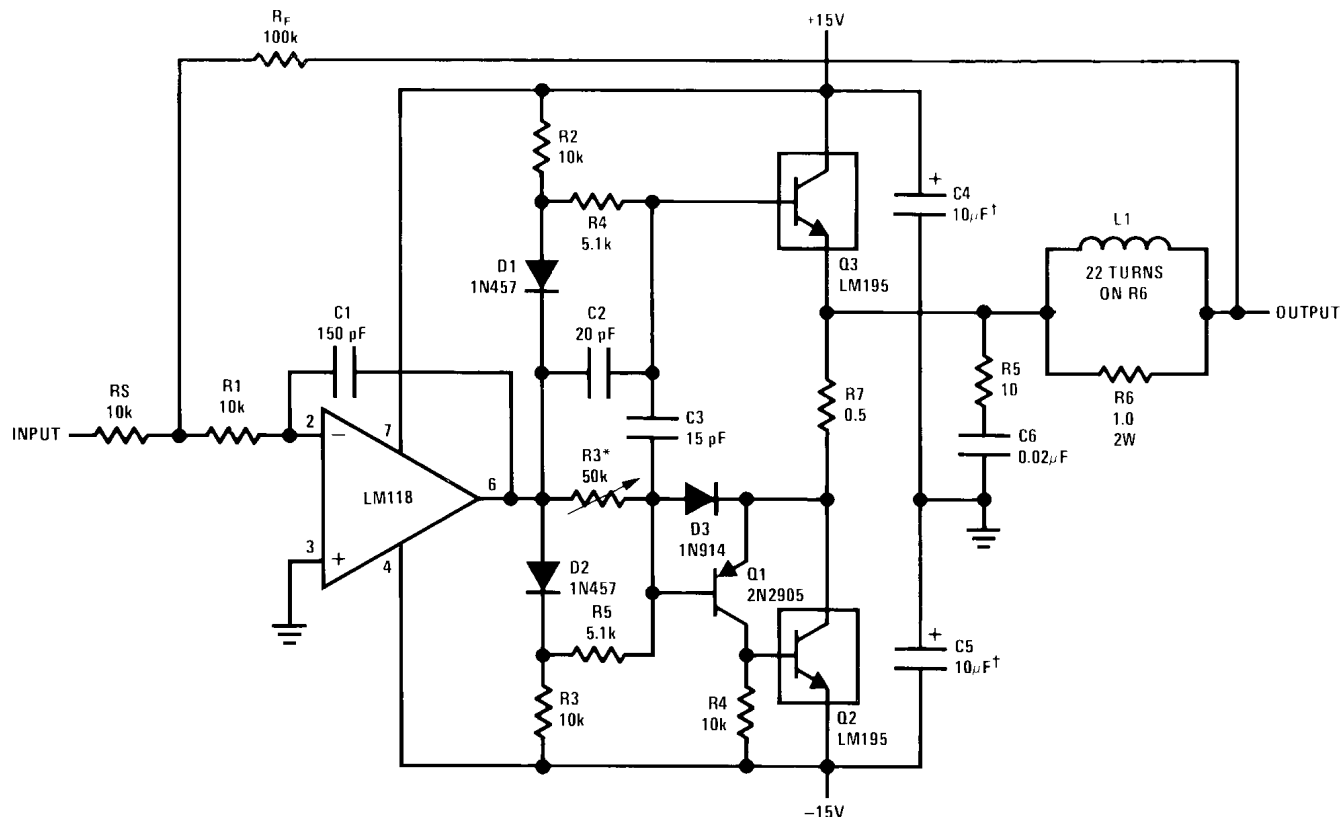 R_F
100k
+15V
R2
10k
R4
5.1k
C4
10μF†
L1
22 TURNS
ON R6
Q3
LM195
D1
1N457
C1
150 pF
C2
20 pF
OUTPUT
R5
10
R6
1.0
2W
RS
10k
R1
10k
R7
0.5
C3
15 pF
C6
0.02μF
INPUT
2
7
R3*
50k
6
LM118
3
4
D3
1N914
D2
1N457
Q1
2N2905
R5
5.1k
C5
10μF†
R3
10k
R4
10k
Q2
LM195
−15V